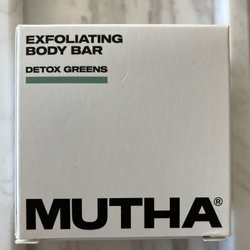 EXFOLIATING
BODY BAR
DETOX GREENS
MUTHA®